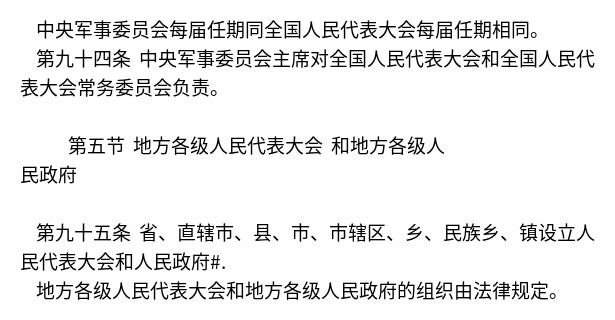 中央军事委员会每届任期同全国人民代表大会每届任期相同。
第九十四条 中央军事委员会主席对全国人民代表大会和全国人民代
表大会常务委员会负责。
第五节 地方各级人民代表大会 和地方各级人
民政府
第九十五条 省、直辖市、县、市、市辖区、乡、民族乡、镇设立人
民代表大会和人民政府#.
地方各级人民代表大会和地方各级人民政府的组织由法律规定。